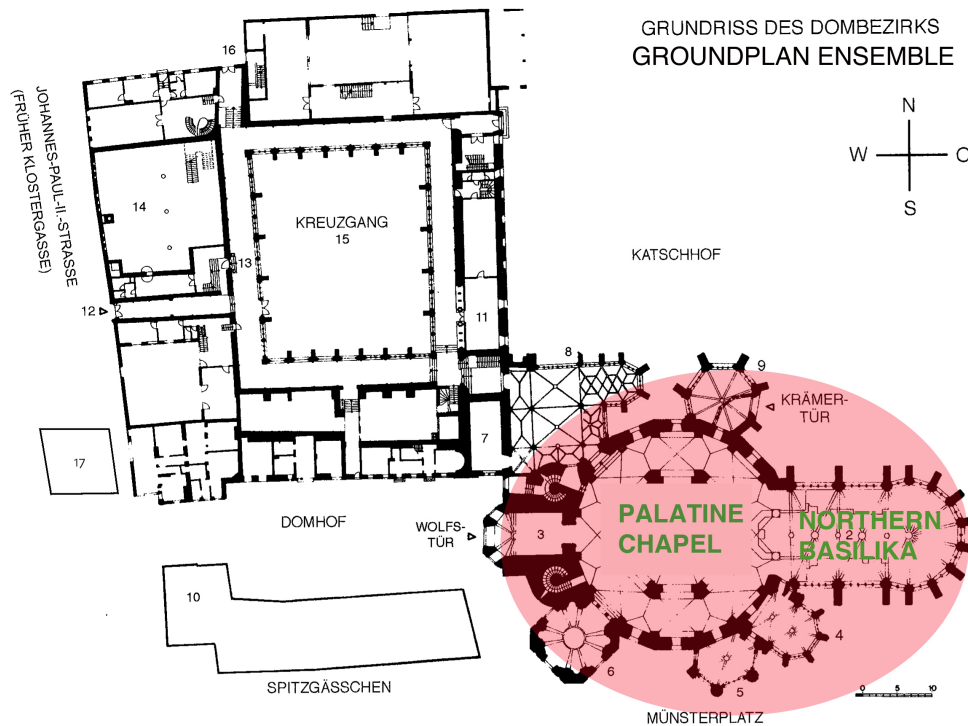 GRUNDRISS DES DOMBEZIRKS
GROUNDPLAN ENSEMBLE
N
W
O
S
16
JOHANNES-PAUL-II.-STRASSE
(FRÜHER KLOSTERGASSE)
14
KREUZGANG
15
13
KATSCHHOF
12
11
8
9
KRÄMER-
TÜR
7
17
DOMHOF
WOLFS-
TÜR
3
PALATINE
CHAPEL
NORTHERN
BASILIKA
2
10
4
6
5
SPITZGÄSSCHEN
MÜNSTERPLATZ
0
5
10